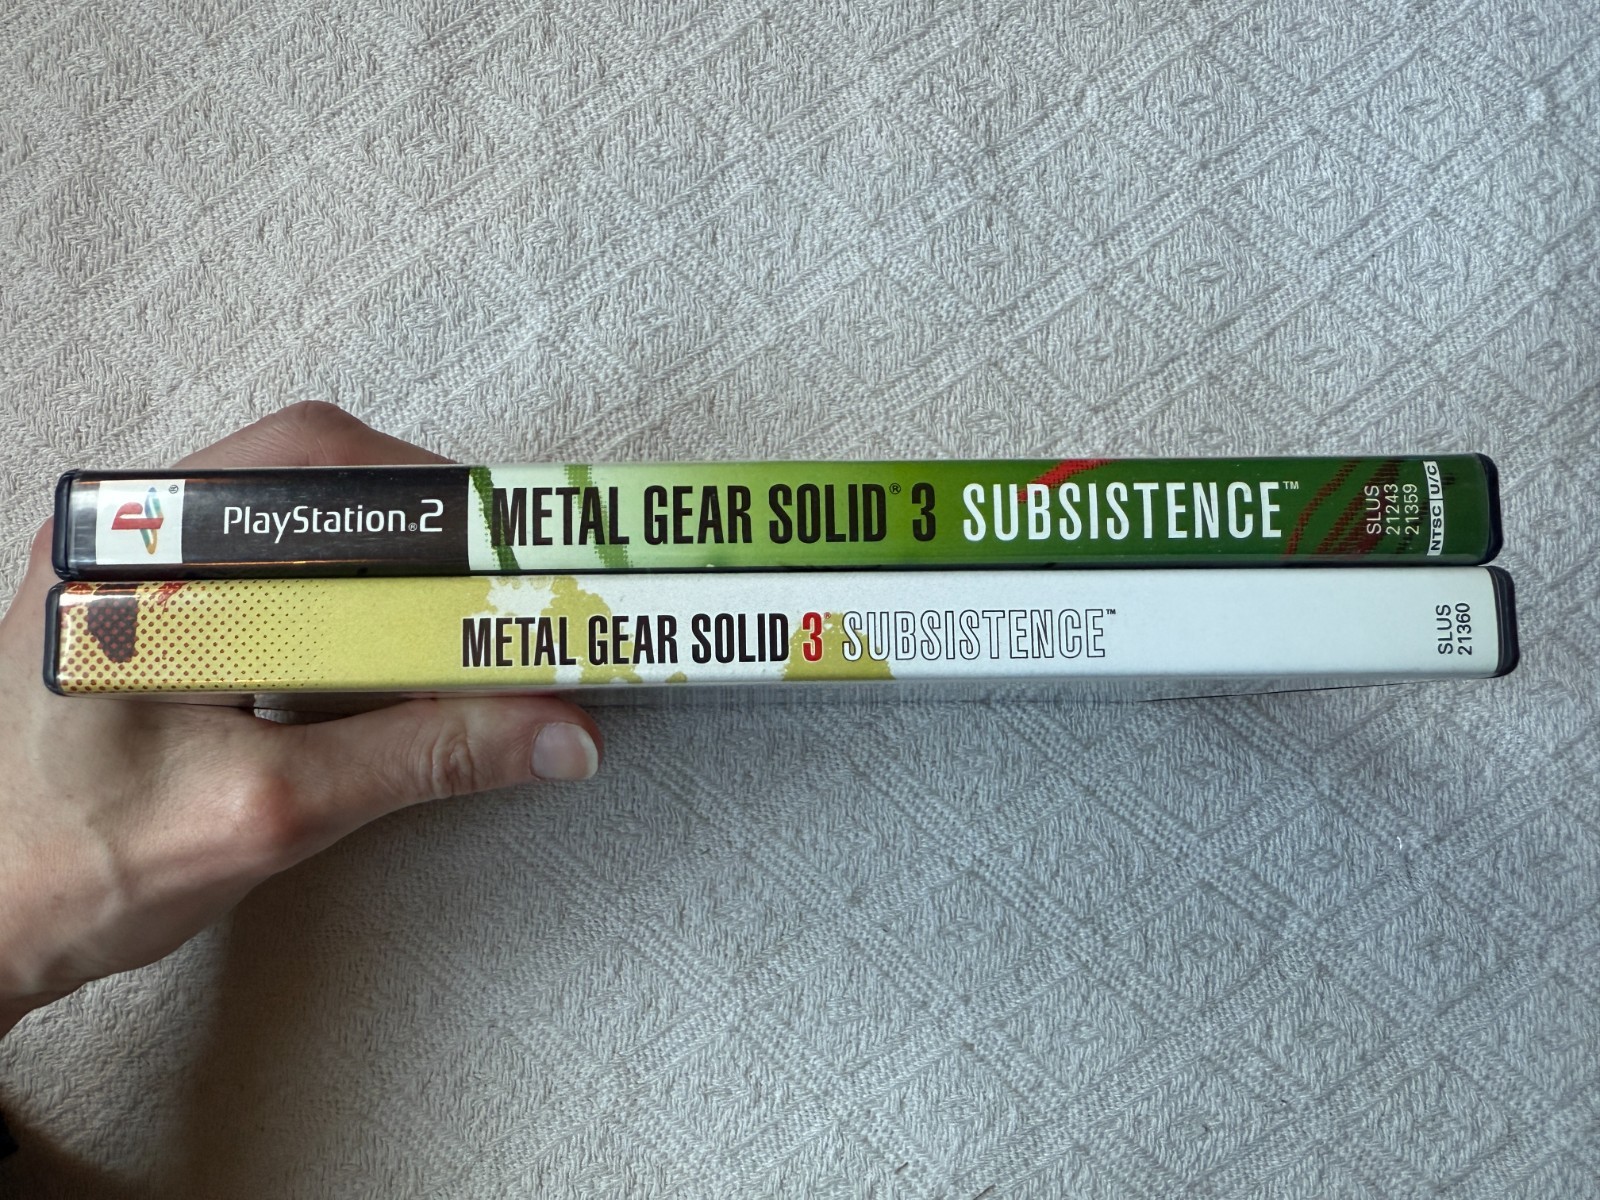 PlayStation®2 METAL GEAR SOLID® 3 SUBSISTENCE™
SLUS
21243
21359
NTSC U/C
METAL GEAR SOLID 3® SUBSISTENCE™
SLUS
21360